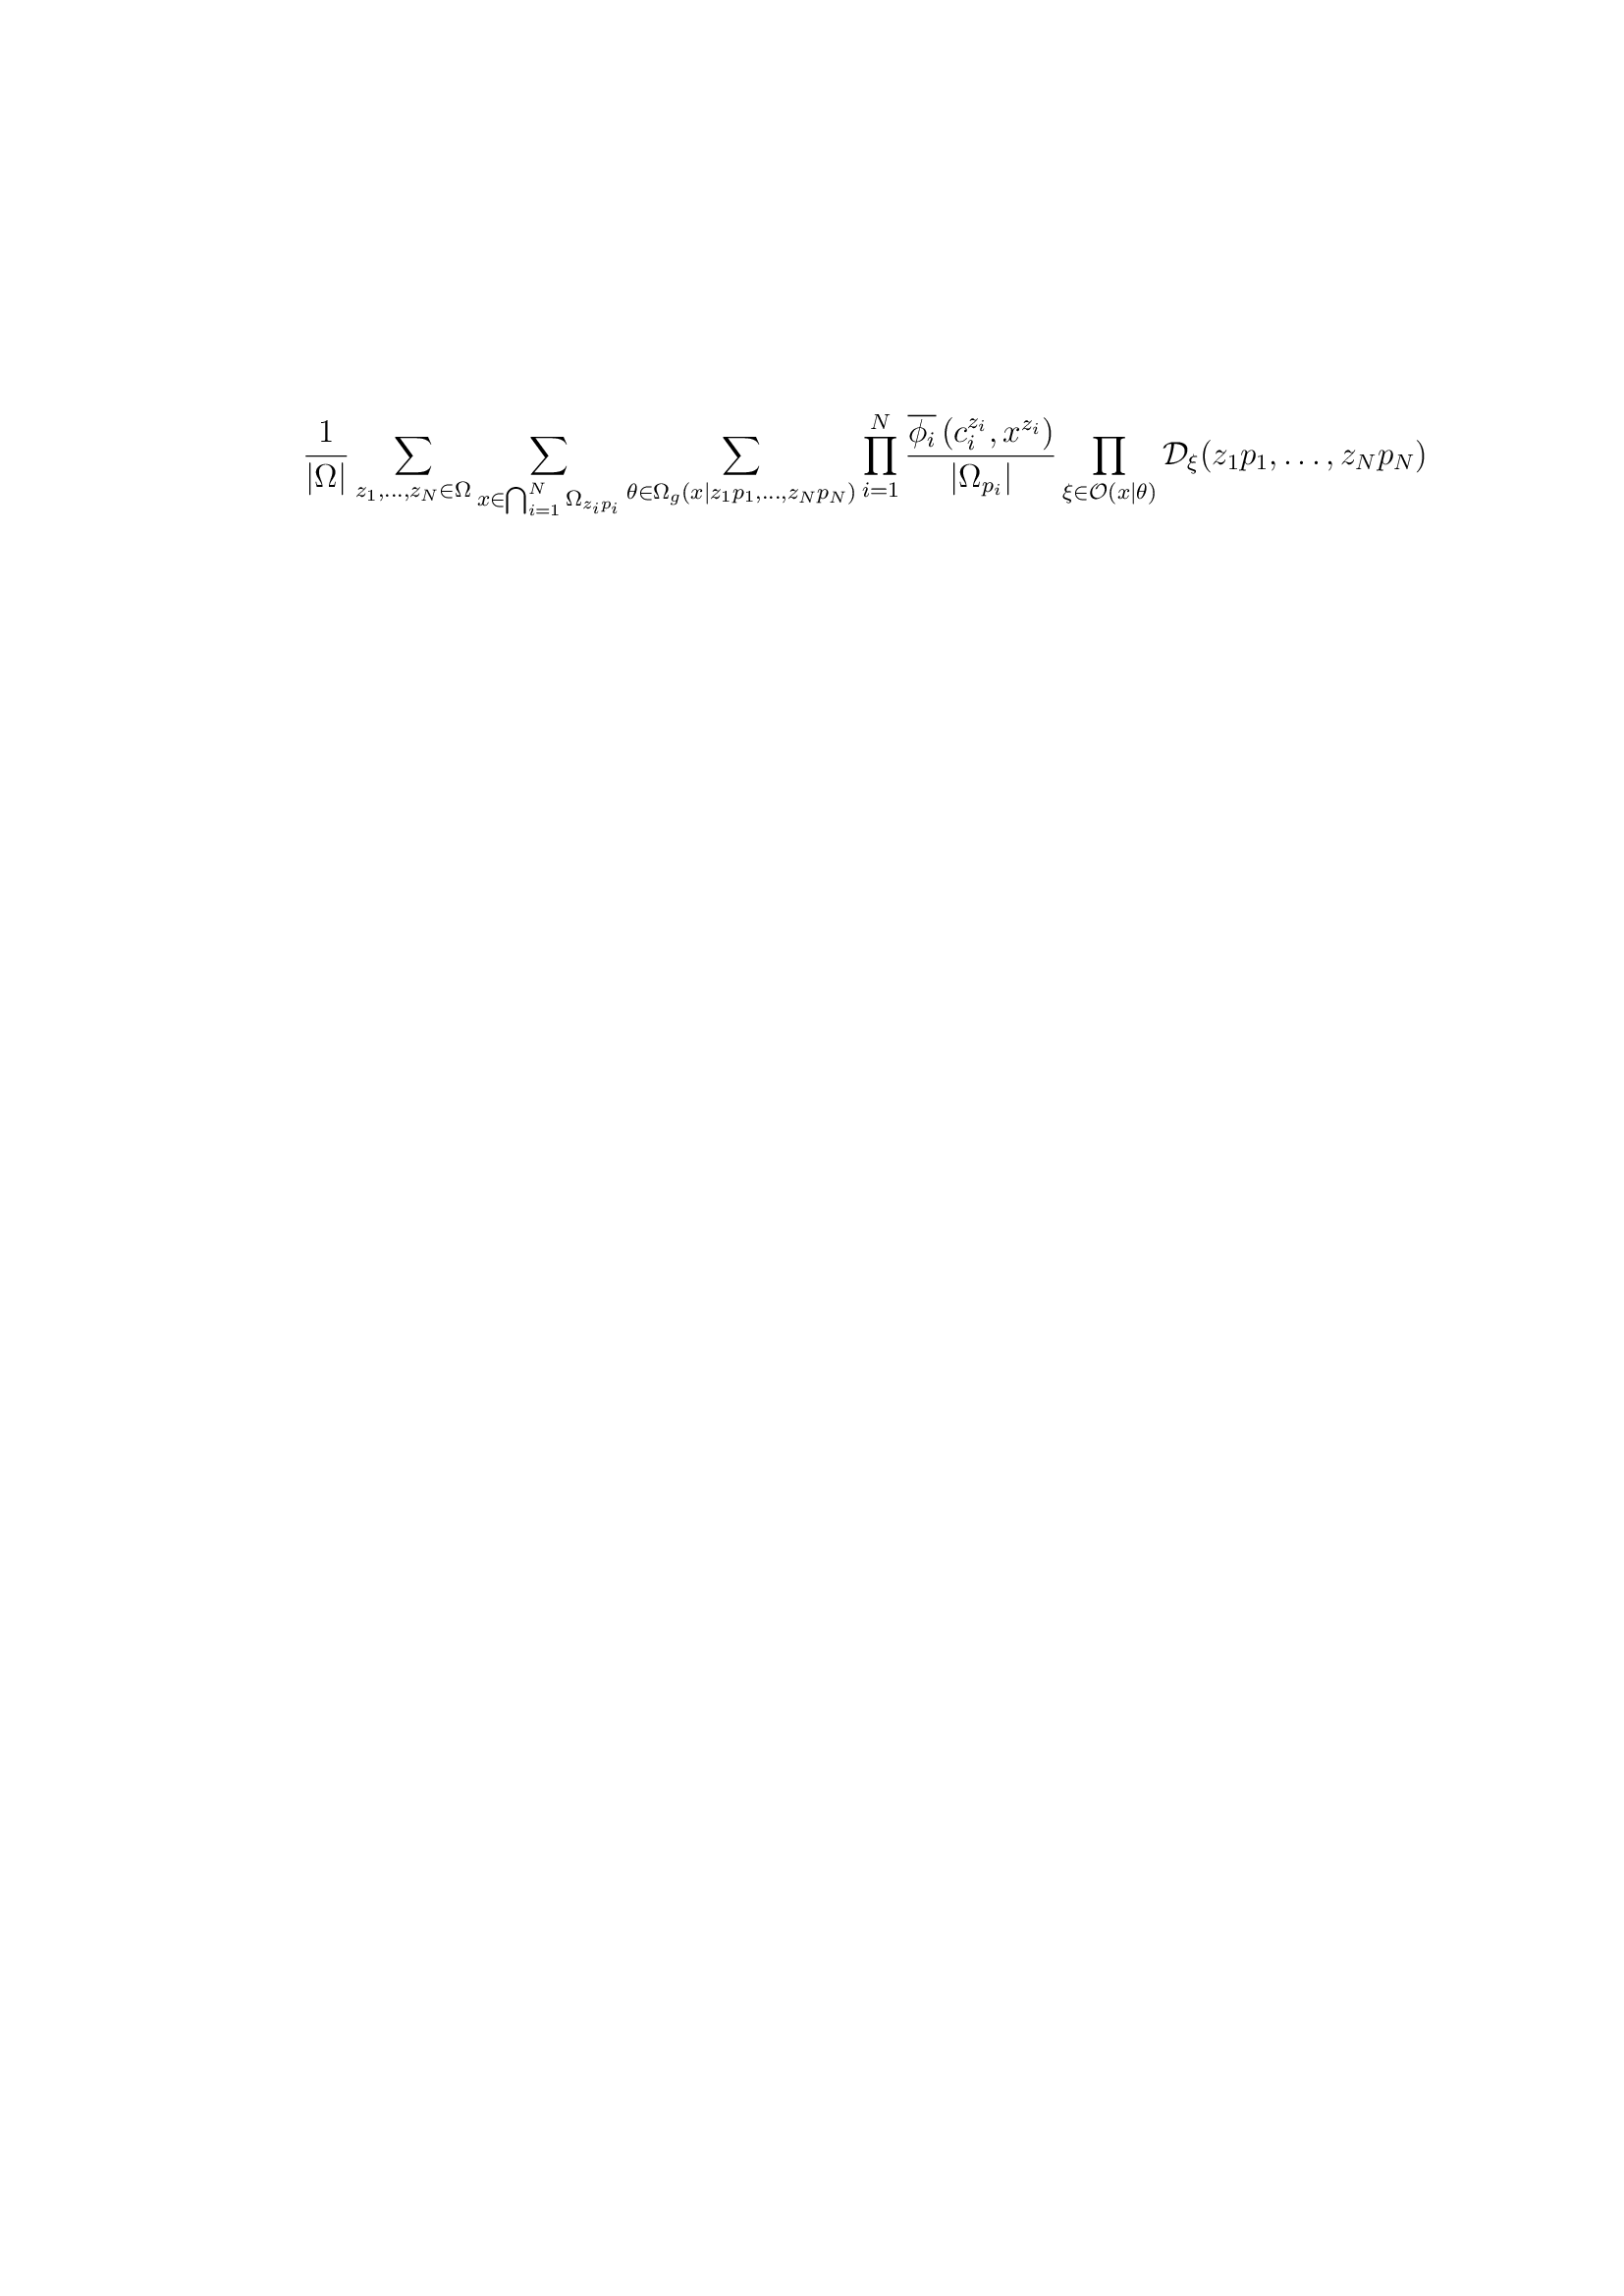 \frac{1}{|\Omega|} \sum_{z_1,\ldots,z_N \in \Omega} \sum_{x \in \bigcap_{i=1}^{N} \Omega_{z_i p_i}} \sum_{\theta \in \Omega_g(x|z_1 p_1,\ldots,z_N p_N)} \prod_{i=1}^{N} \frac{\overline{\phi_i}\left(c_i^{z_i}, x^{z_i}\right)}{|\Omega_{p_i}|} \prod_{\xi \in \mathcal{O}(x|\theta)} \mathcal{D}_{\xi}(z_1 p_1, \ldots, z_N p_N)